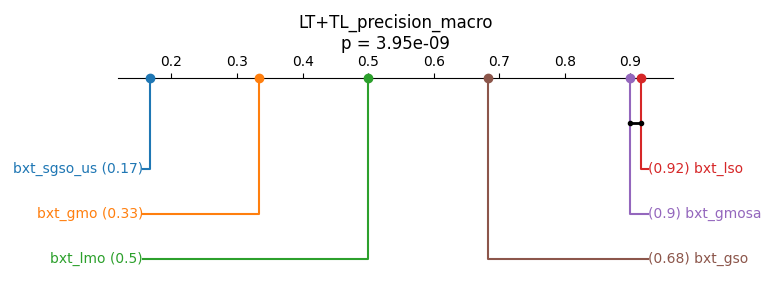 LT+TL_precision_macro
p = 3.95e-09
0.2 0.3 0.4 0.5 0.6 0.7 0.8 0.9
bxt_sgso_us (0.17) (0.92) bxt_lso
bxt_gmo (0.33) (0.9) bxt_gmosa
bxt_lmo (0.5) (0.68) bxt_gso